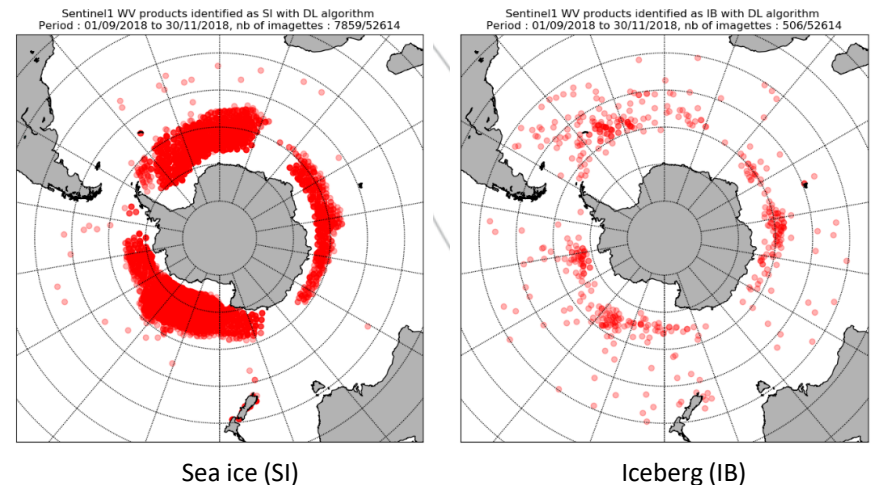 Sentinel1 WV products identified as SI with DL algorithm
Period : 01/09/2018 to 30/11/2018, nb of imagettes : 7859/52614
Sentinel1 WV products identified as IB with DL algorithm
Period : 01/09/2018 to 30/11/2018, nb of imagettes : 506/52614
Sea ice (SI)
Iceberg (IB)